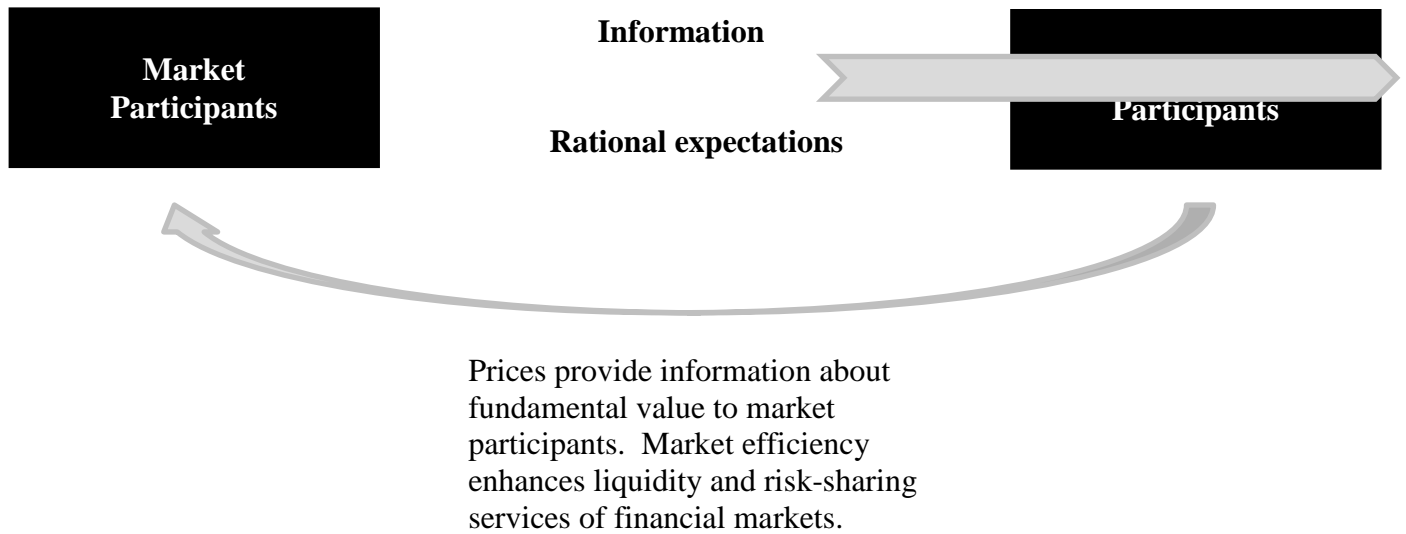 Market
Participants
Information
Rational expectations
Participants
Prices provide information about
fundamental value to market
participants.  Market efficiency
enhances liquidity and risk-sharing
services of financial markets.